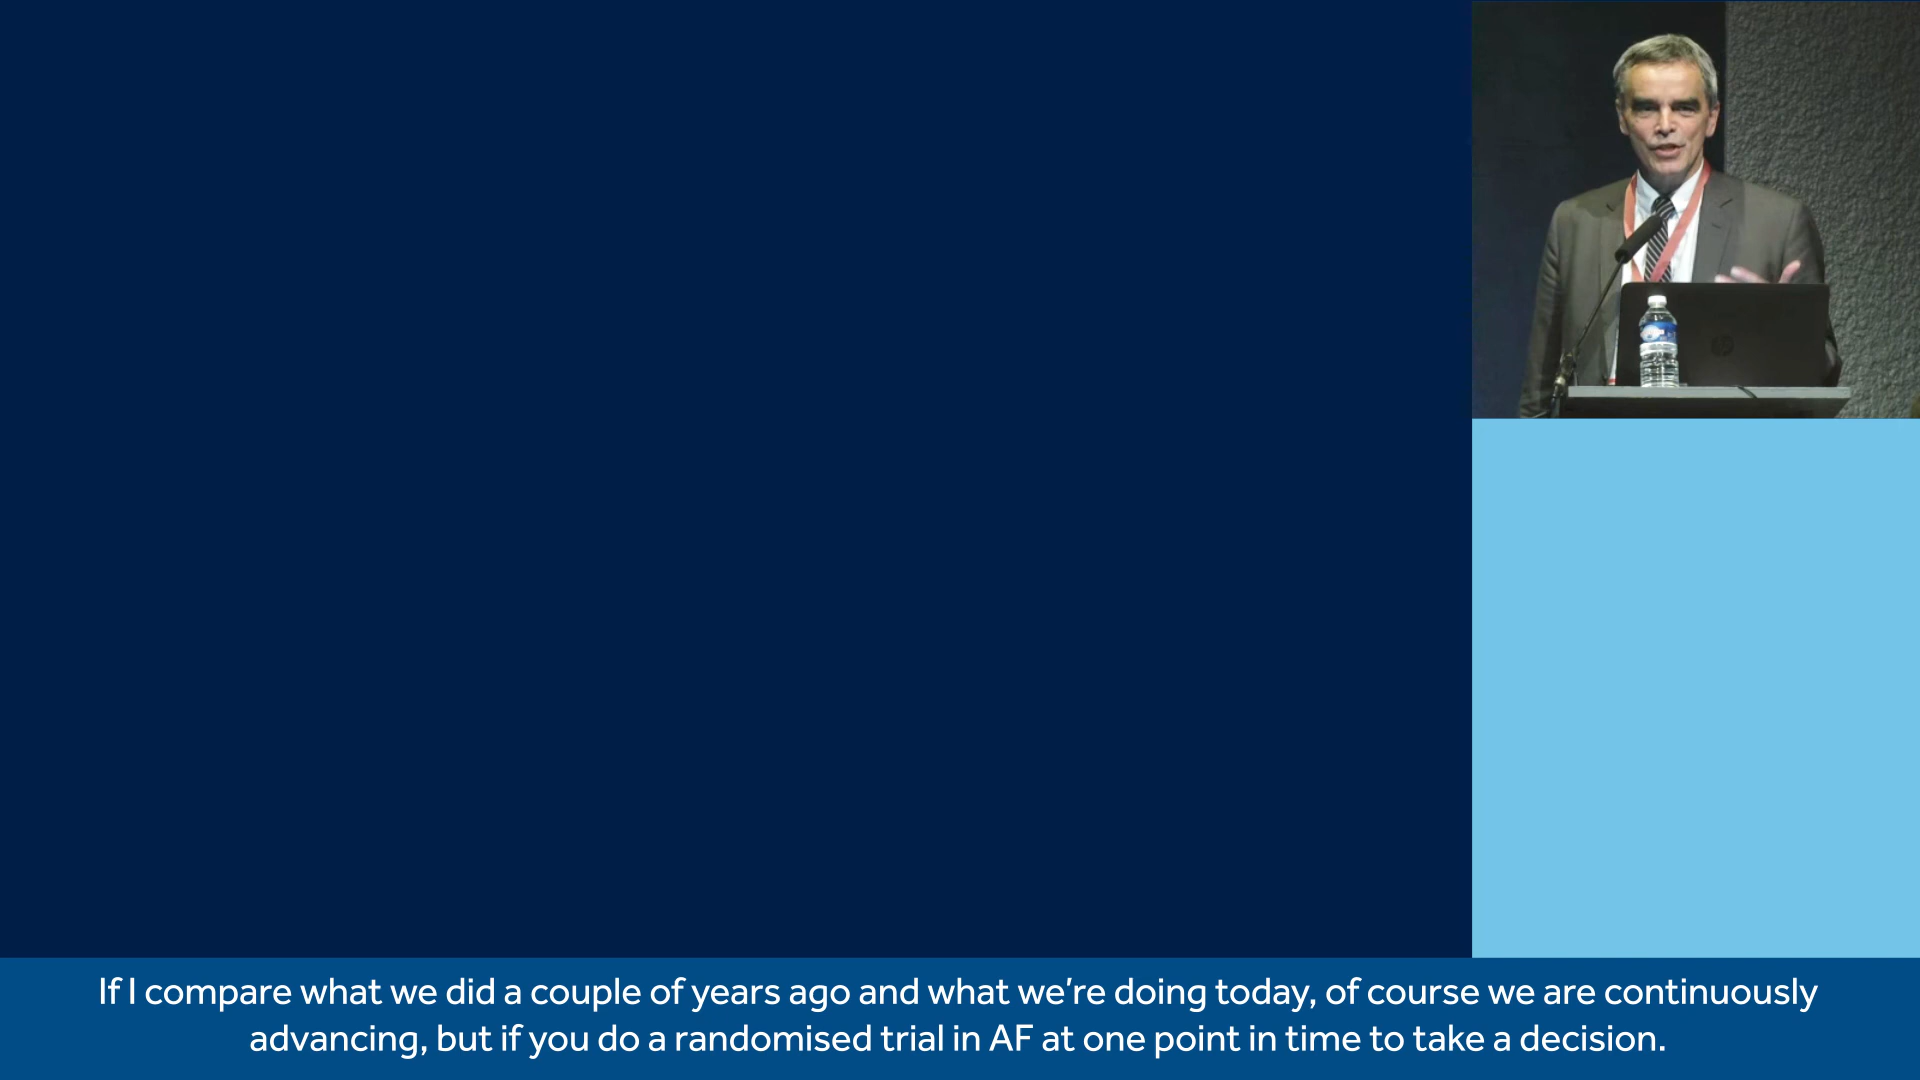 If I compare what we did a couple of years ago and what we're doing today, of course we are continuously
advancing, but if you do a randomised trial in AF at one point in time to take a decision.